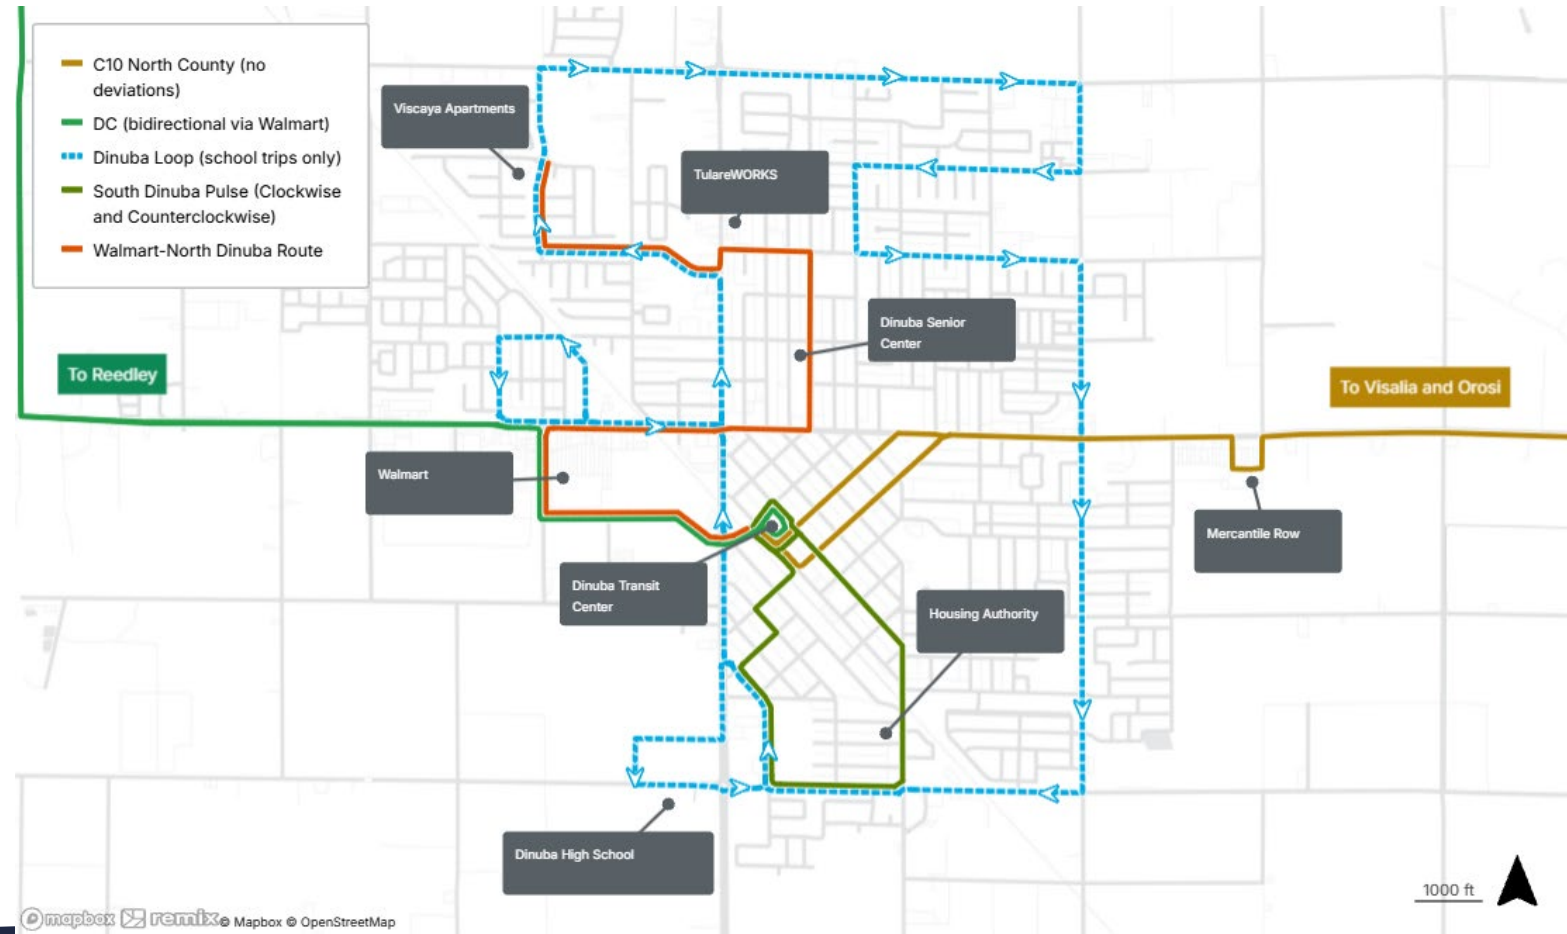 C10 North County (no
deviations)
DC (bidirectional via Walmart)
Dinuba Loop (school trips only)
South Dinuba Pulse (Clockwise
and Counterclockwise)
Walmart-North Dinuba Route
Viscaya Apartments
TulareWORKS
Dinuba Senior
Center
To Reedley
To Visalia and Orosi
Walmart
Mercantile Row
Dinuba Transit
Center
Housing Authority
Dinuba High School
1000 ft
mapbox remix © Mapbox © OpenStreetMap